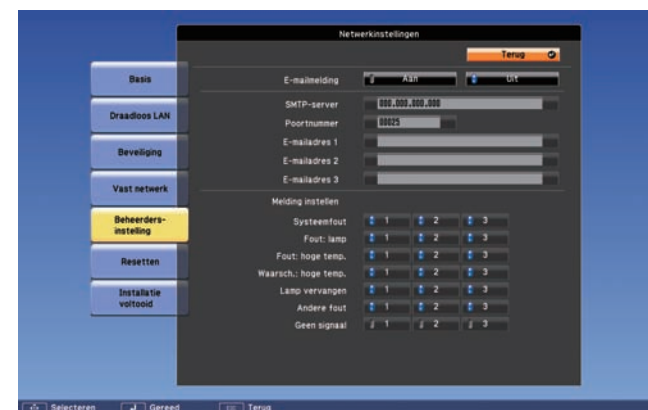 Netwerkinstellingen
Terug
Basis
Draadloos LAN
Beveiliging
Vast netwerk
Beheerders-
instelling
Resetten
Installatie
voltooid
E-mailmelding Aan Uit
SMTP-server 000.000.000.000
Poortnummer 00025
E-mailadres 1
E-mailadres 2
E-mailadres 3
Melding instellen
Systeemfout 1 2 3
Fout: lamp 1 2 3
Fout: hoge temp. 1 2 3
Waarsch.: hoge temp. 1 2 3
Lamp vervangen 1 2 3
Andere fout 1 2 3
Geen signaal 1 2 3
Selecteren Gereed Terug